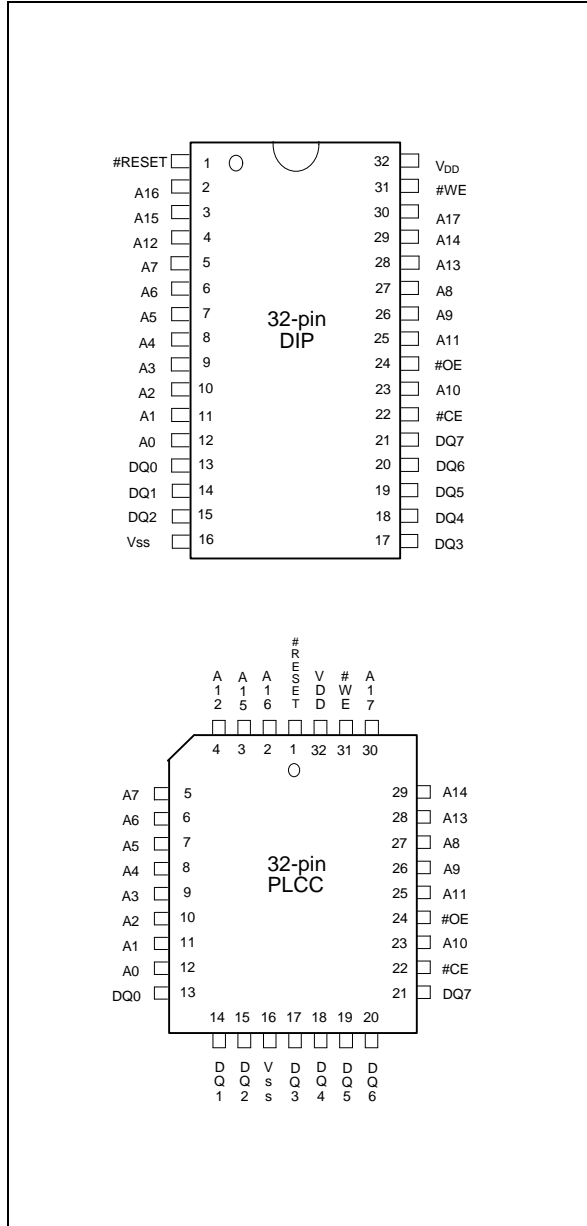 #RESET 1 32 VDD
A16 2 31 #WE
A15 3 30 A17
A12 4 29 A14
A7 5 28 A13
A6 6 27 A8
A5 7 26 A9
A4 8 25 A11
A3 9 24 #OE
A2 10 23 A10
A1 11 22 #CE
A0 12 21 DQ7
DQ0 13 20 DQ6
DQ1 14 19 DQ5
DQ2 15 18 DQ4
Vss 16 17 DQ3
32-pin
DIP
A12 A15 A16 #RESET VDD #WE A17
4 3 2 1 32 31 30
A7 5 29 A14
A6 6 28 A13
A5 7 27 A8
A4 8 26 A9
A3 9 25 A11
A2 10 24 #OE
A1 11 23 A10
A0 12 22 #CE
DQ0 13 21 DQ7
32-pin
PLCC
14 15 16 17 18 19 20
DQ1 DQ2 Vss DQ3 DQ4 DQ5 DQ6